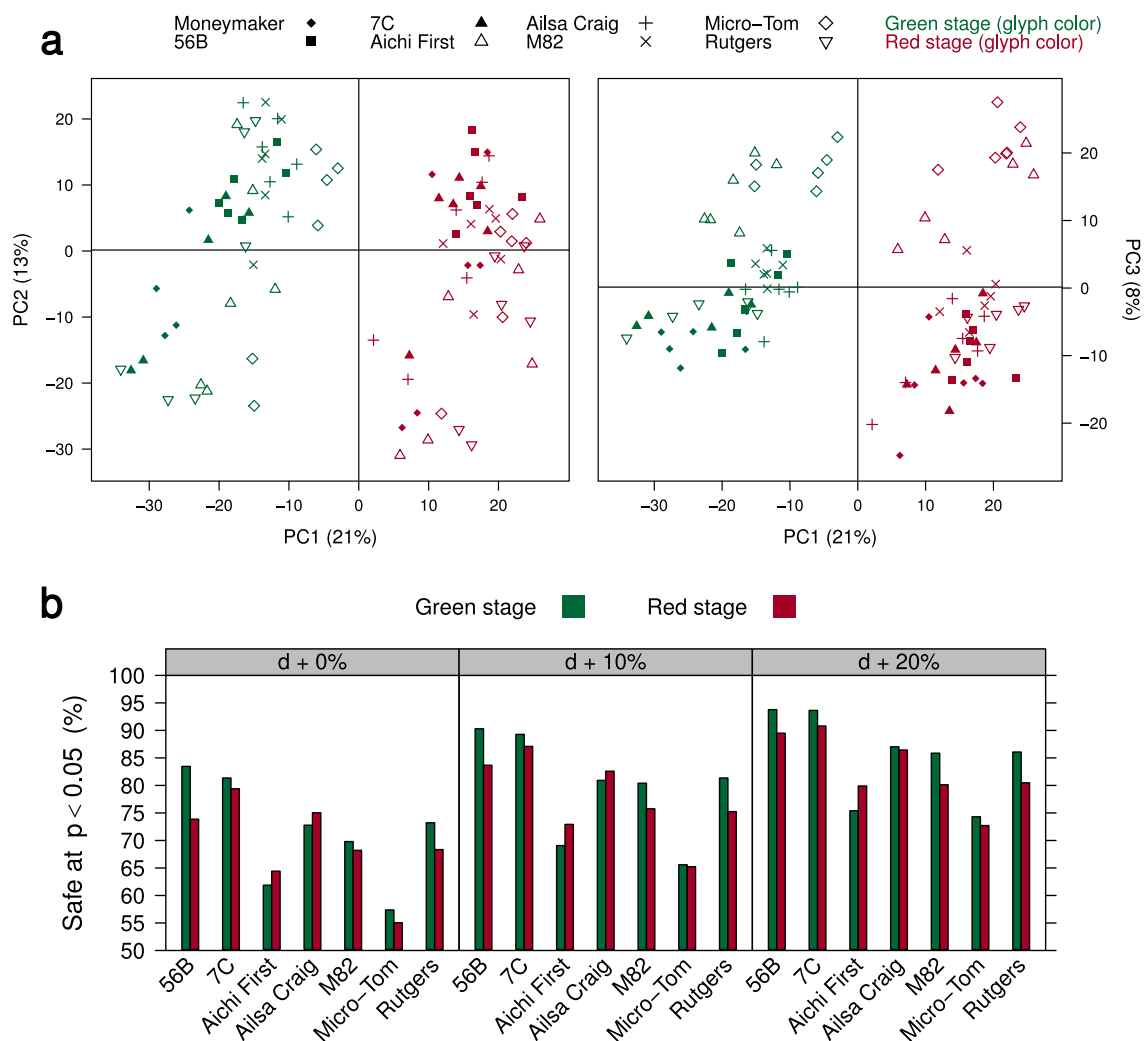 a
Moneymaker 7C Ailsa Craig Micro−Tom Green stage (glyph color)
56B Aichi First M82 Rutgers Red stage (glyph color)
20
10
0
−10
−20
−30
PC2 (13%)
−30 −20 −10 0 10 20
PC1 (21%)
20
10
0
−10
−20
PC3 (8%)
−30 −20 −10 0 10 20
PC1 (21%)
b
Green stage Red stage
d + 0% d + 10% d + 20%
100
95
90
85
80
75
70
65
60
55
50
Safe at p < 0.05 (%)
56B 7C Aichi First Ailsa Craig M82 Micro−Tom Rutgers 56B 7C Aichi First Ailsa Craig M82 Micro−Tom Rutgers 56B 7C Aichi First Ailsa Craig M82 Micro−Tom Rutgers